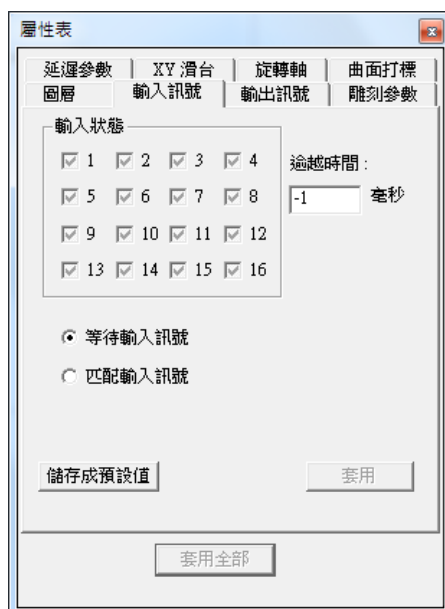 屬性表
延遲參數 XY 滑台 旋轉軸 曲面打標
圖層 輸入訊號 輸出訊號 雕刻參數
輸入狀態
1 2 3 4 逾越時間 :
5 6 7 8 -1 毫秒
9 10 11 12
13 14 15 16
等待輸入訊號
匹配輸入訊號
儲存成預設值 套用
套用全部